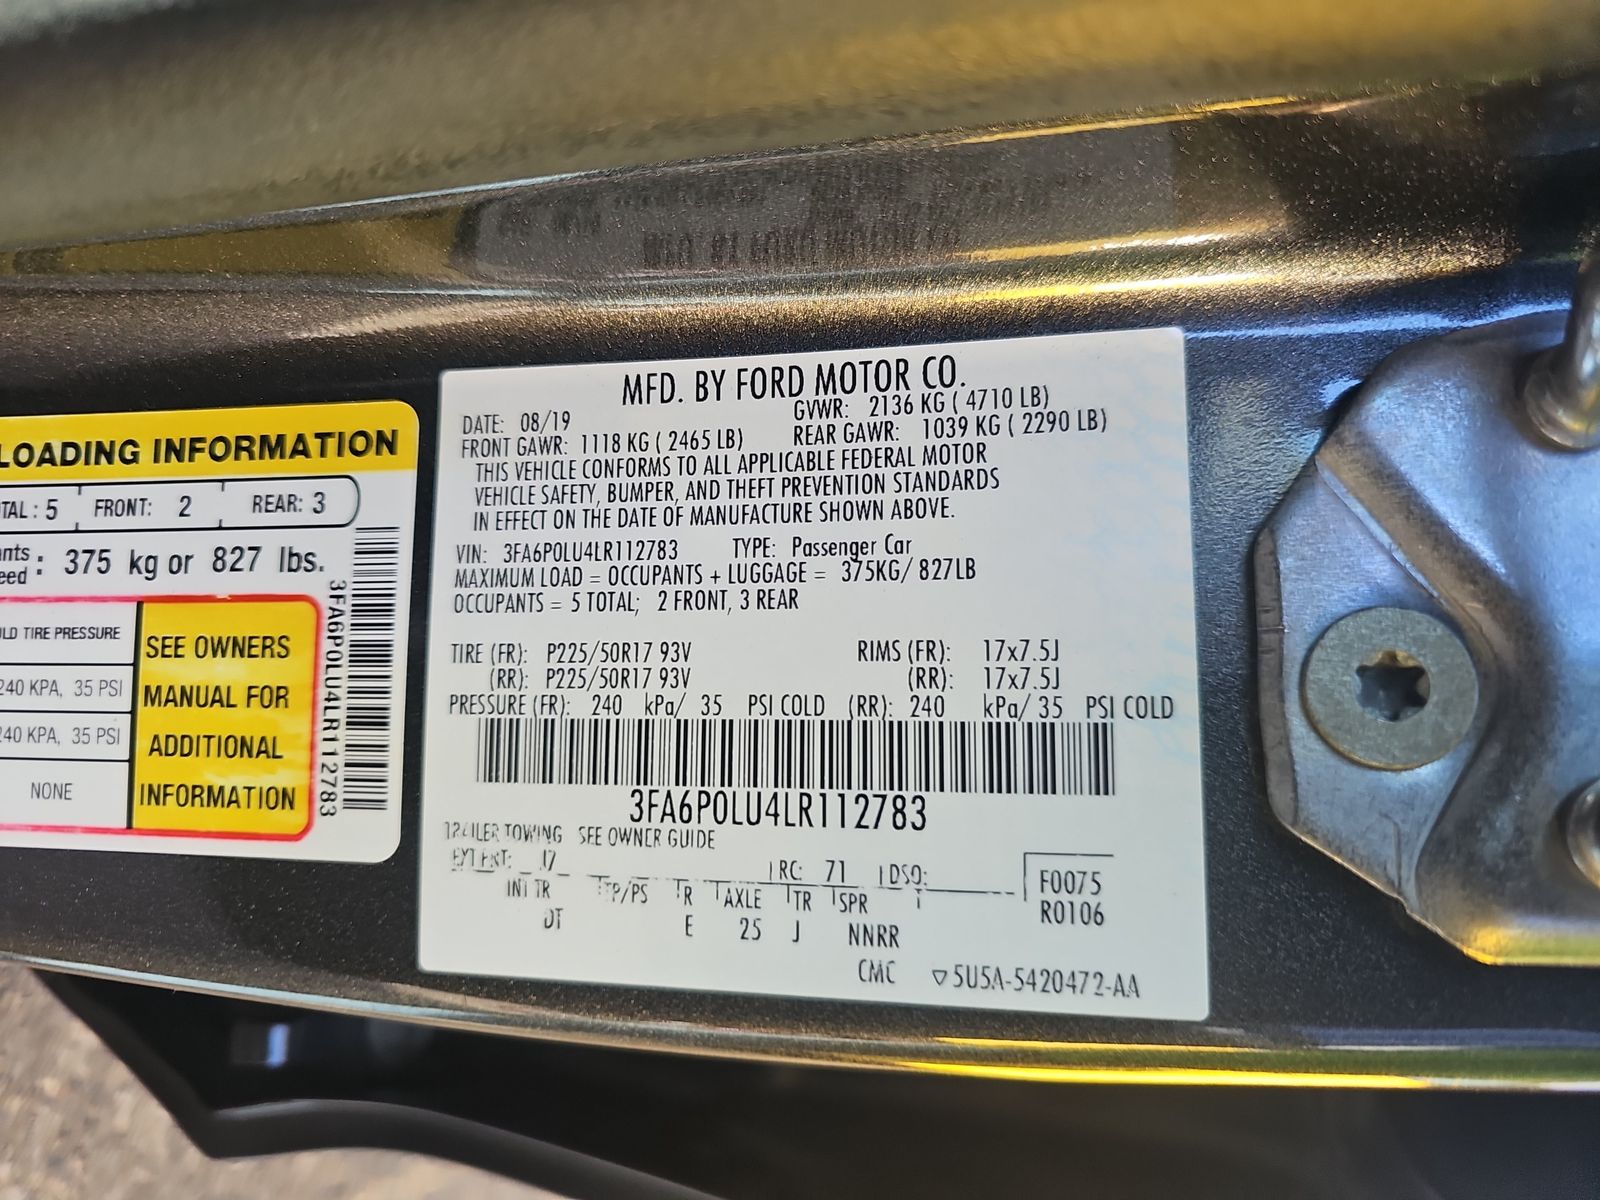 LOADING INFORMATION
TAL: 5 FRONT: 2 REAR: 3
nts
eed : 375 kg or 827 lbs.
LD TIRE PRESSURE
240 KPA, 35 PSI
240 KPA, 35 PSI
NONE
SEE OWNERS
MANUAL FOR
ADDITIONAL
INFORMATION
3FA6P0LU4LR112783
MFD. BY FORD MOTOR CO.
DATE: 08/19 GVWR: 2136 KG ( 4710 LB)
FRONT GAWR: 1118 KG ( 2465 LB) REAR GAWR: 1039 KG ( 2290 LB)
THIS VEHICLE CONFORMS TO ALL APPLICABLE FEDERAL MOTOR
VEHICLE SAFETY, BUMPER, AND THEFT PREVENTION STANDARDS
IN EFFECT ON THE DATE OF MANUFACTURE SHOWN ABOVE.
VIN: 3FA6P0LU4LR112783 TYPE: Passenger Car
MAXIMUM LOAD = OCCUPANTS + LUGGAGE = 375KG/ 827LB
OCCUPANTS = 5 TOTAL; 2 FRONT, 3 REAR
TIRE (FR): P225/50R17 93V RIMS (FR): 17x7.5J
(RR): P225/50R17 93V (RR): 17x7.5J
PRESSURE (FR): 240 kPa/ 35 PSI COLD (RR): 240 kPa/ 35 PSI COLD
3FA6P0LU4LR112783
TRAILER TOWING SEE OWNER GUIDE
EXT PNT: RC: 71 DSO:
INT TR TP/PS R AXLE TR SPR
DT E 25 J NNRR
F0075
R0106
CMC ▽5U5A-5420472-AA